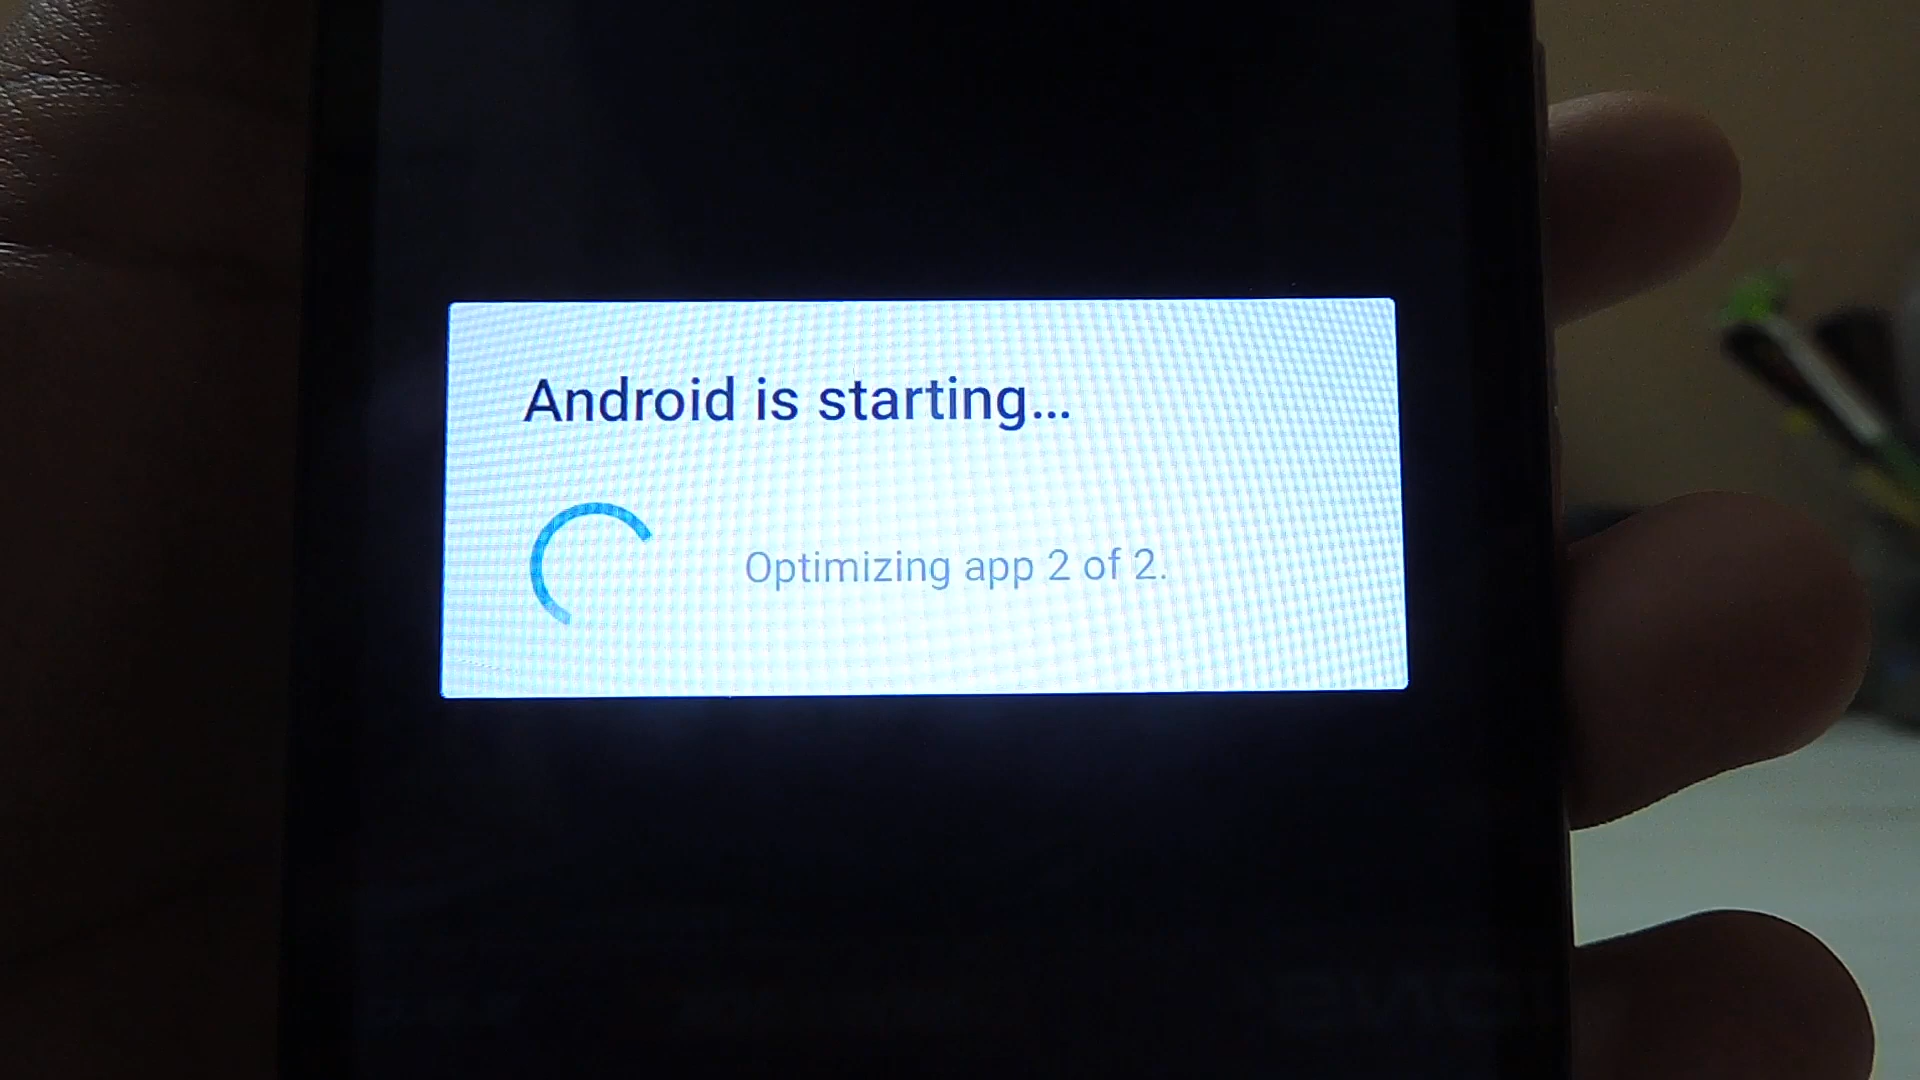 Android is starting...
Optimizing app 2 of 2.